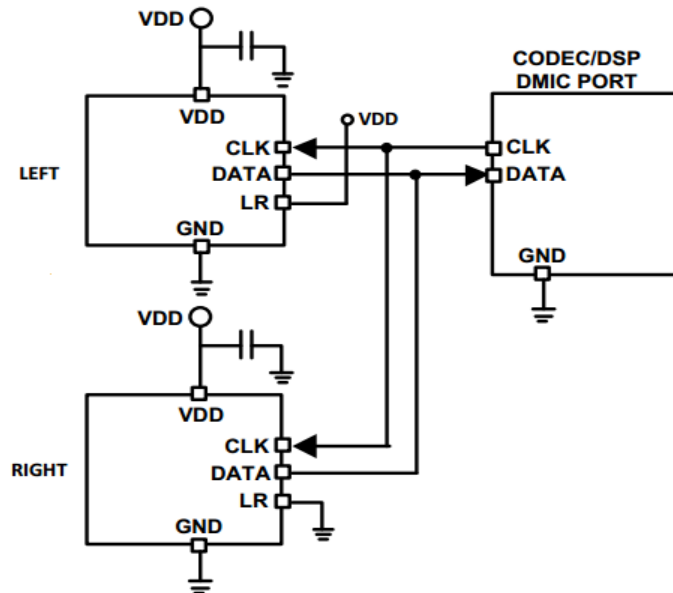 VDD
CODEC/DSP
DMIC PORT
VDD
VDD
CLK
CLK
LEFT
DATA
DATA
LR
GND
GND
VDD
VDD
CLK
RIGHT
DATA
LR
GND